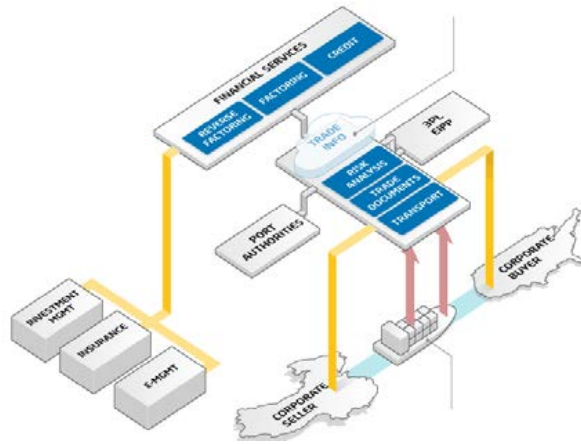 FINANCIAL SERVICES
REVERSE
FACTORING
FACTORING
CREDIT
TRADE
INFO
3PL
EIPP
RISK
ANALYSIS
TRADE
DOCUMENTS
TRANSPORT
PORT
AUTHORITIES
CORPORATE
BUYER
INVESTMENT
MGMT
INSURANCE
E-MGMT
CORPORATE
SELLER